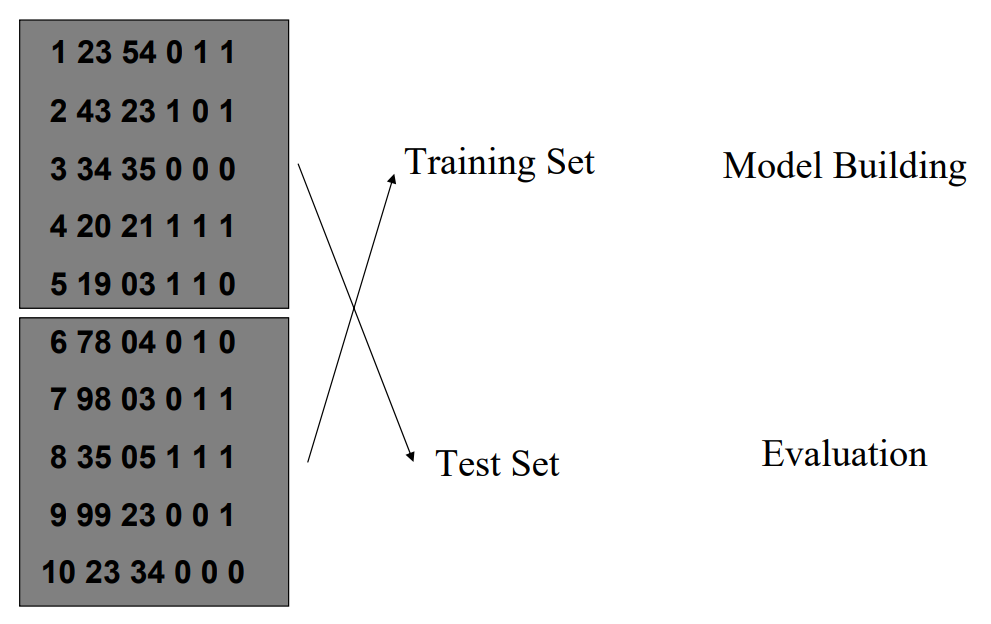 1 23 54 0 1 1
2 43 23 1 0 1
3 34 35 0 0 0
4 20 21 1 1 1
5 19 03 1 1 0
6 78 04 0 1 0
7 98 03 0 1 1
8 35 05 1 1 1
9 99 23 0 0 1
10 23 34 0 0 0
Training Set
Model Building
Test Set
Evaluation